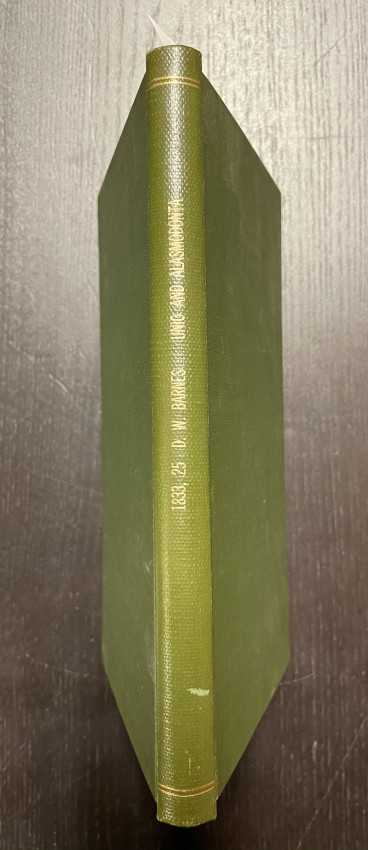 1833, 25 D. W. BARNES UNIO AND ALASMODONTA